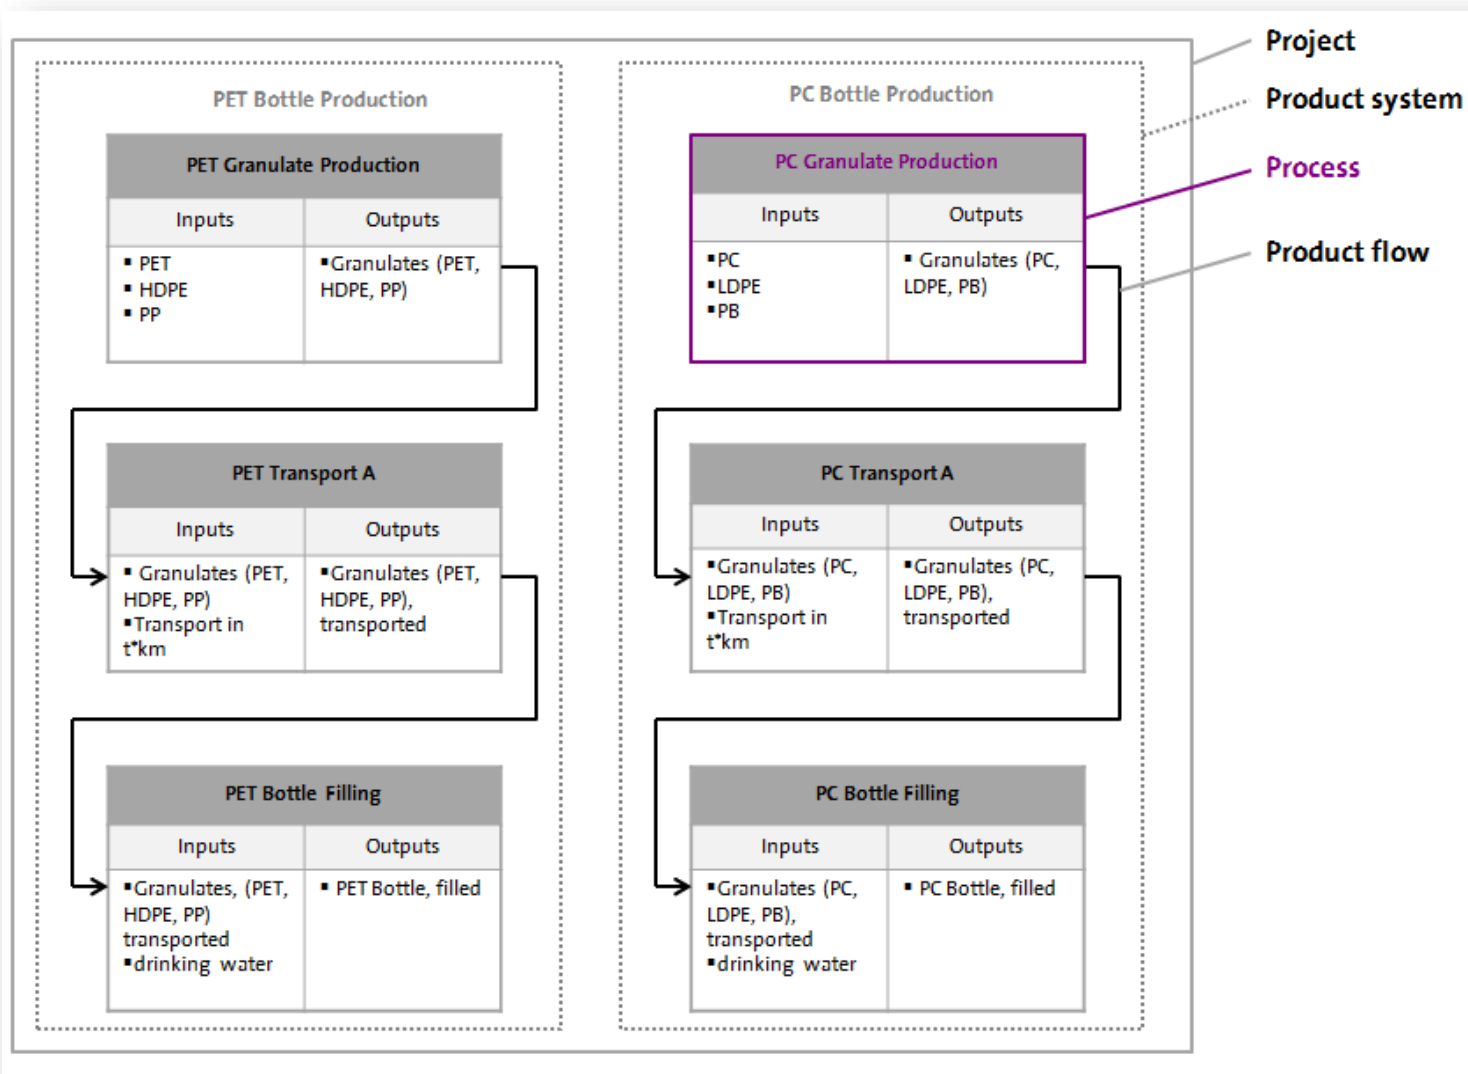 Project
Product system
Process
Product flow
PET Bottle Production
PET Granulate Production
Inputs
Outputs
▪ PET
▪ HDPE
▪ PP
▪Granulates (PET,
HDPE, PP)
PET Transport A
Inputs
Outputs
▪ Granulates (PET,
HDPE, PP)
▪Transport in
t*km
▪Granulates (PET,
HDPE, PP),
transported
PET Bottle Filling
Inputs
Outputs
▪Granulates, (PET,
HDPE, PP)
transported
▪drinking water
▪ PET Bottle, filled
PC Bottle Production
PC Granulate Production
Inputs
Outputs
▪PC
▪LDPE
▪PB
▪ Granulates (PC,
LDPE, PB)
PC Transport A
Inputs
Outputs
▪Granulates (PC,
LDPE, PB)
▪Transport in
t*km
▪Granulates (PC,
LDPE, PB),
transported
PC Bottle Filling
Inputs
Outputs
▪Granulates (PC,
LDPE, PB),
transported
▪drinking water
▪ PC Bottle, filled